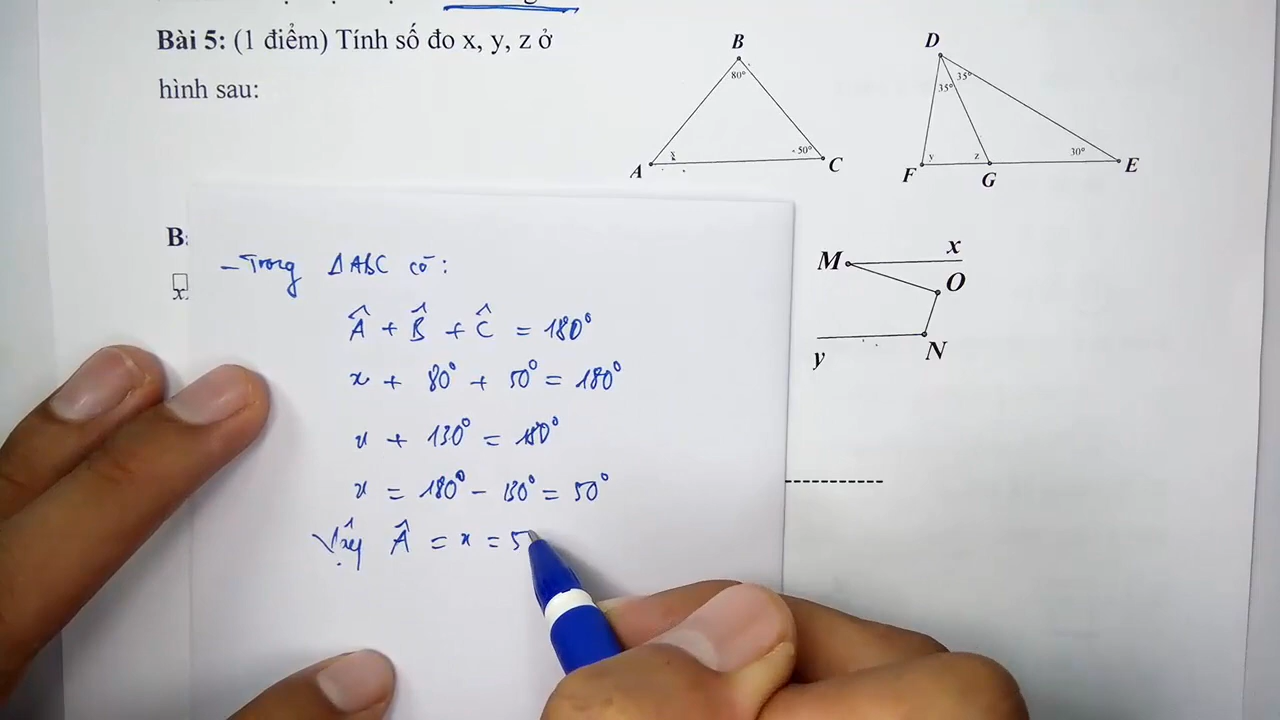 Bài 5: (1 điểm) Tính số đo x, y, z ở
hình sau:
B
80°
A
x
50°
C
D
35°
35°
F
y
z
G
30°
E
B
x
M
x
O
N
y
- Trong ΔABC có:
Â + B̂ + Ĉ = 180°
x + 80° + 50° = 180°
x + 130° = 180°
x = 180° - 130° = 50°
Vậy Â = x = 5